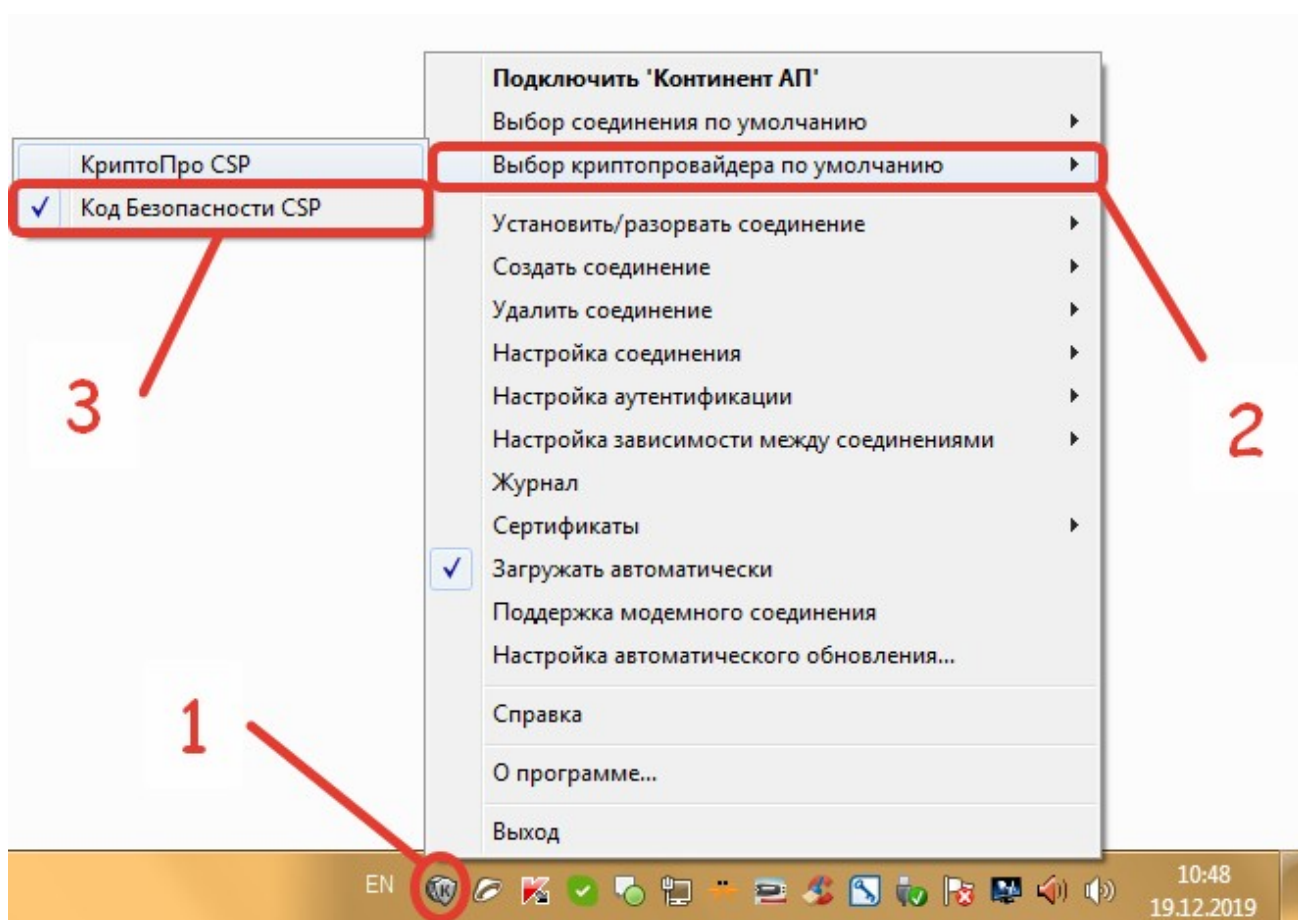 Подключить 'Континент АП'
Выбор соединения по умолчанию
Выбор криптопровайдера по умолчанию
КриптоПро CSP
Код Безопасности CSP
Установить/разорвать соединение
Создать соединение
Удалить соединение
Настройка соединения
Настройка аутентификации
Настройка зависимости между соединениями
Журнал
Сертификаты
Загружать автоматически
Поддержка модемного соединения
Настройка автоматического обновления...
Справка
О программе...
Выход
3
2
1
EN
10:48
19.12.2019